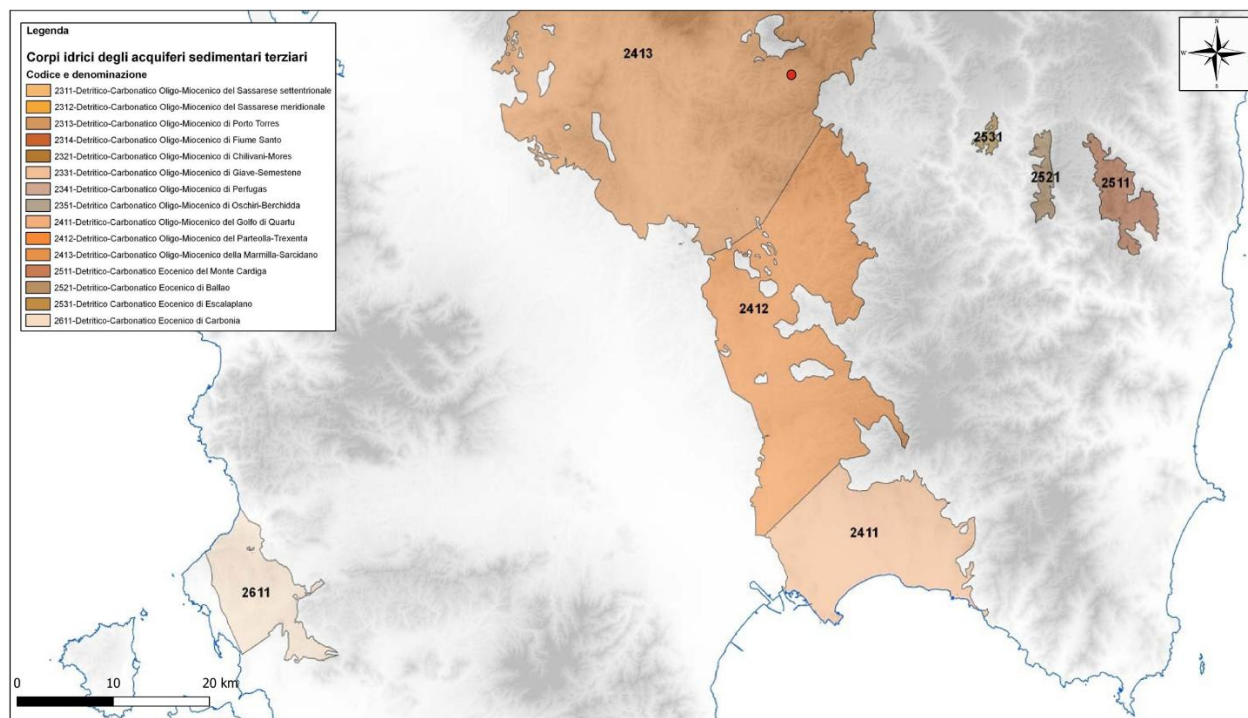 Legenda
Corpi idrici degli acquiferi sedimentari terziari
Codice e denominazione
2311-Detritico-Carbonatico Oligo-Miocenico del Sassarese settentrionale
2312-Detritico-Carbonatico Oligo-Miocenico del Sassarese meridionale
2313-Detritico-Carbonatico Oligo-Miocenico di Porto Torres
2314-Detritico-Carbonatico Oligo-Miocenico di Fiume Santo
2321-Detritico-Carbonatico Oligo-Miocenico di Chilivani-Mores
2331-Detritico-Carbonatico Oligo-Miocenico di Giave-Semestene
2341-Detritico-Carbonatico Oligo-Miocenico di Perfugas
2351-Detritico-Carbonatico Oligo-Miocenico di Oschiri-Berchidda
2411-Detritico-Carbonatico Oligo-Miocenico del Golfo di Quartu
2412-Detritico-Carbonatico Oligo-Miocenico del Parteolla-Trexenta
2413-Detritico-Carbonatico Oligo-Miocenico della Marmilla-Sarcidano
2511-Detritico-Carbonatico Eocenico del Monte Cardiga
2521-Detritico-Carbonatico Eocenico di Ballao
2531-Detritico Carbonatico Eocenico di Escalaplano
2611-Detritico-Carbonatico Eocenico di Carbonia
2413
N
W
E
S
2531
2521
2511
2412
2411
2611
0 10 20 km